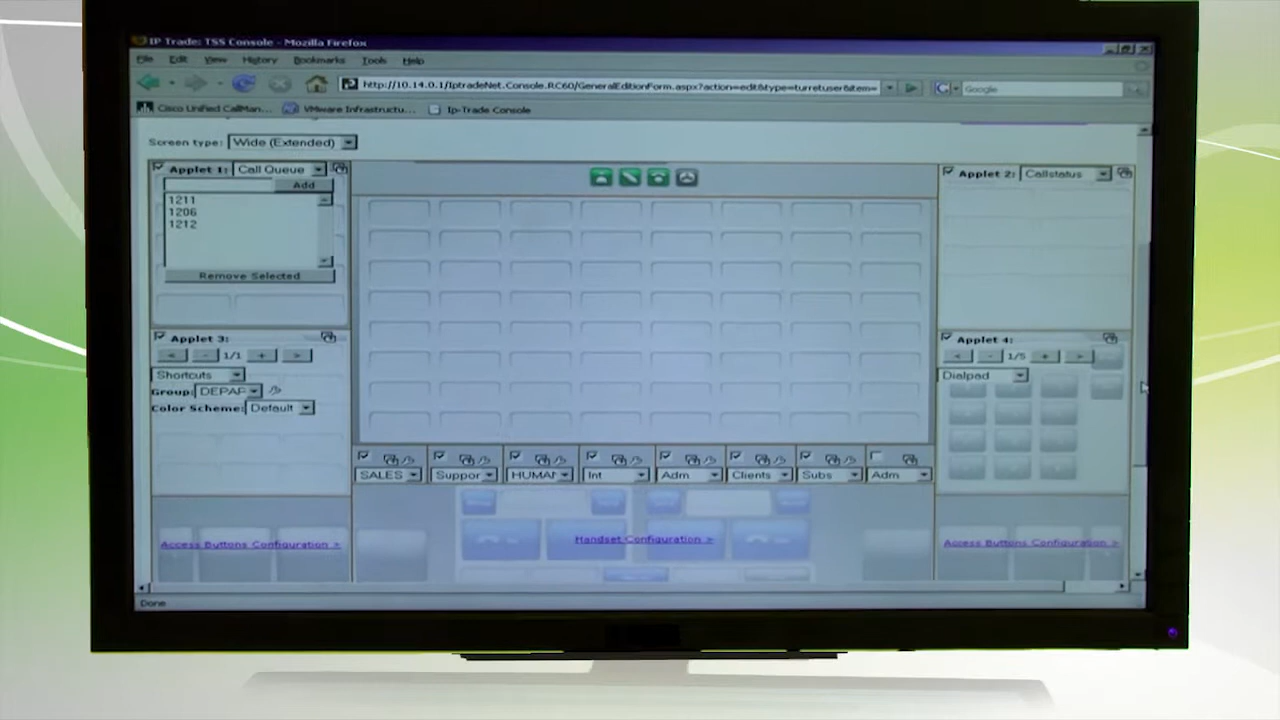 IP Trade: TSS Console - Mozilla Firefox
File Edit View History Bookmarks Tools Help
http://10.14.0.1/IptradeNet.Console.RC60/GeneralEditionForm.aspx?action=edit&type=turretuser&item=
Google
Cisco Unified CallMan... VMware Infrastructu... Ip-Trade Console
Screen type: Wide (Extended)
Applet 1: Call Queue
Add
1211
1206
1212
Remove Selected
Applet 2: Callstatus
Applet 3:
< - 1/1 + >
Shortcuts
Group: DEPAR
Color Scheme: Default
Applet 4:
< - 1/5 + >
Dialpad
SALES Suppor HUMAN Int Adm Clients Subs Adm
Access Buttons Configuration >
Handset Configuration >
Access Buttons Configuration >
Done